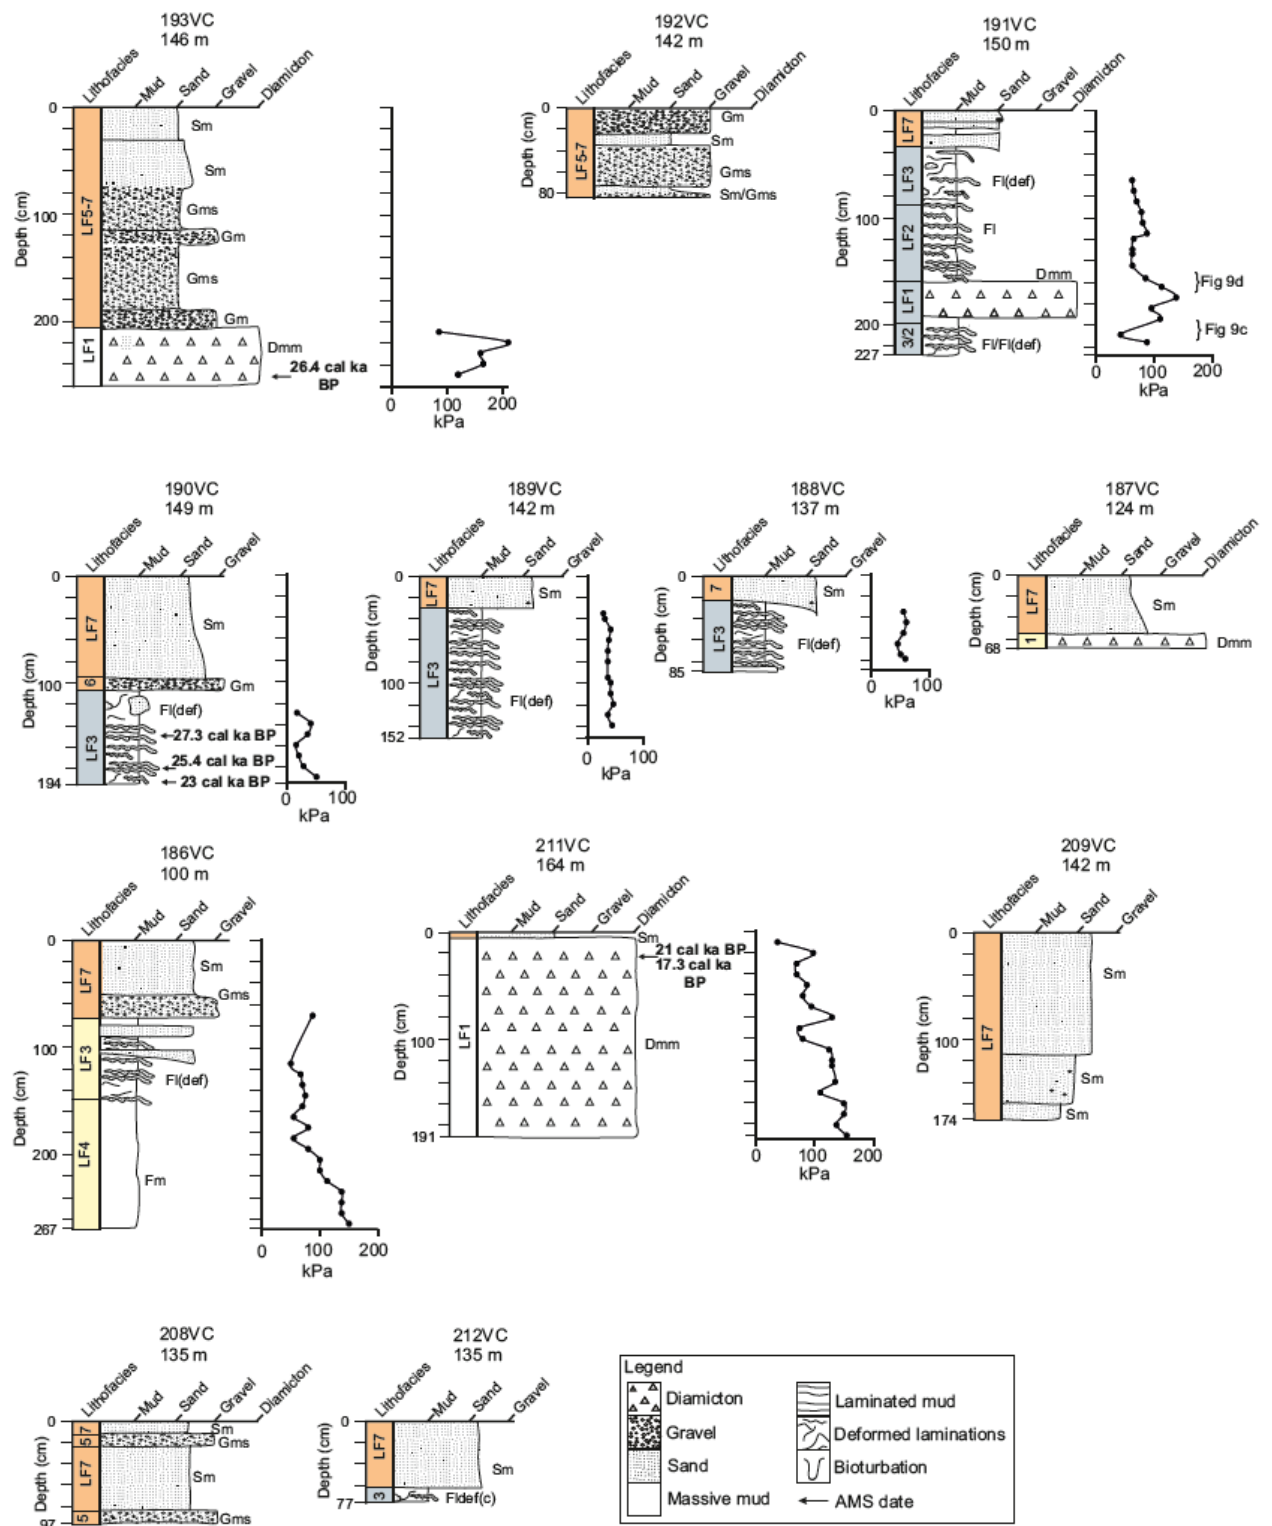 193VC
146 m
Lithofacies
Mud
Sand
Gravel
Diamicton
0
100
200
Depth (cm)
LF5-7
LF1
Sm
Sm
Gms
Gm
Gms
Gm
Dmm
26.4 cal ka
BP
0
100
200
kPa
192VC
142 m
Lithofacies
Mud
Sand
Gravel
Diamicton
0
80
Depth (cm)
LF5-7
Gm
Sm
Gms
Sm/Gms
191VC
150 m
Lithofacies
Mud
Sand
Gravel
Diamicton
0
100
200
227
Depth (cm)
LF7
LF3
LF2
LF1
3/2
Fl(def)
Fl
Dmm
Fl/Fl(def)
}Fig 9d
} Fig 9c
0
100
200
kPa
190VC
149 m
Lithofacies
Mud
Sand
Gravel
0
100
194
Depth (cm)
LF7
6
LF3
Sm
Gm
Fl(def)
27.3 cal ka BP
25.4 cal ka BP
23 cal ka BP
0
100
kPa
189VC
142 m
Lithofacies
Mud
Sand
Gravel
0
100
152
Depth (cm)
LF7
LF3
Sm
Fl(def)
0
100
kPa
188VC
137 m
Lithofacies
Mud
Sand
Gravel
0
85
Depth (cm)
7
LF3
Sm
Fl(def)
0
100
kPa
187VC
124 m
Lithofacies
Mud
Sand
Gravel
Diamicton
0
68
Depth (cm)
LF7
1
Sm
Dmm
186VC
100 m
Lithofacies
Mud
Sand
Gravel
0
100
200
267
Depth (cm)
LF7
LF3
LF4
Sm
Gms
Fl(def)
Fm
0
100
200
kPa
211VC
164 m
Lithofacies
Mud
Sand
Gravel
Diamicton
0
100
191
Depth (cm)
LF1
Sm
21 cal ka BP
17.3 cal ka
BP
Dmm
0
100
200
kPa
209VC
142 m
Lithofacies
Mud
Sand
Gravel
0
100
174
Depth (cm)
LF7
Sm
Sm
Sm
208VC
135 m
Lithofacies
Mud
Sand
Gravel
Diamicton
0
97
Depth (cm)
5 7
LF7
5
Sm
Gms
Sm
Gms
212VC
135 m
Lithofacies
Mud
Sand
Gravel
0
77
Depth (cm)
LF7
3
Sm
Fldef(c)
Legend
Diamicton
Gravel
Sand
Massive mud
Laminated mud
Deformed laminations
Bioturbation
AMS date